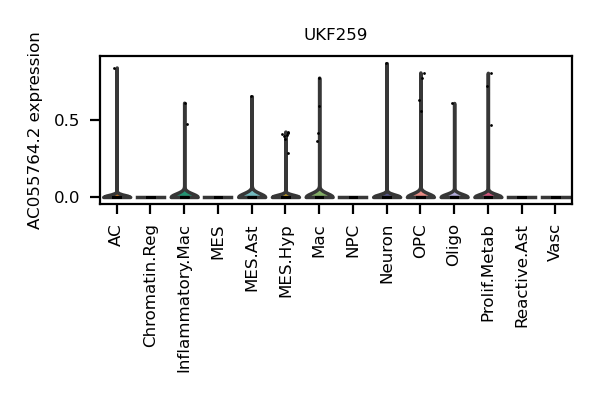 UKF259
AC055764.2 expression
0.5
0.0
AC
Chromatin.Reg
Inflammatory.Mac
MES
MES.Ast
MES.Hyp
Mac
NPC
Neuron
OPC
Oligo
Prolif.Metab
Reactive.Ast
Vasc